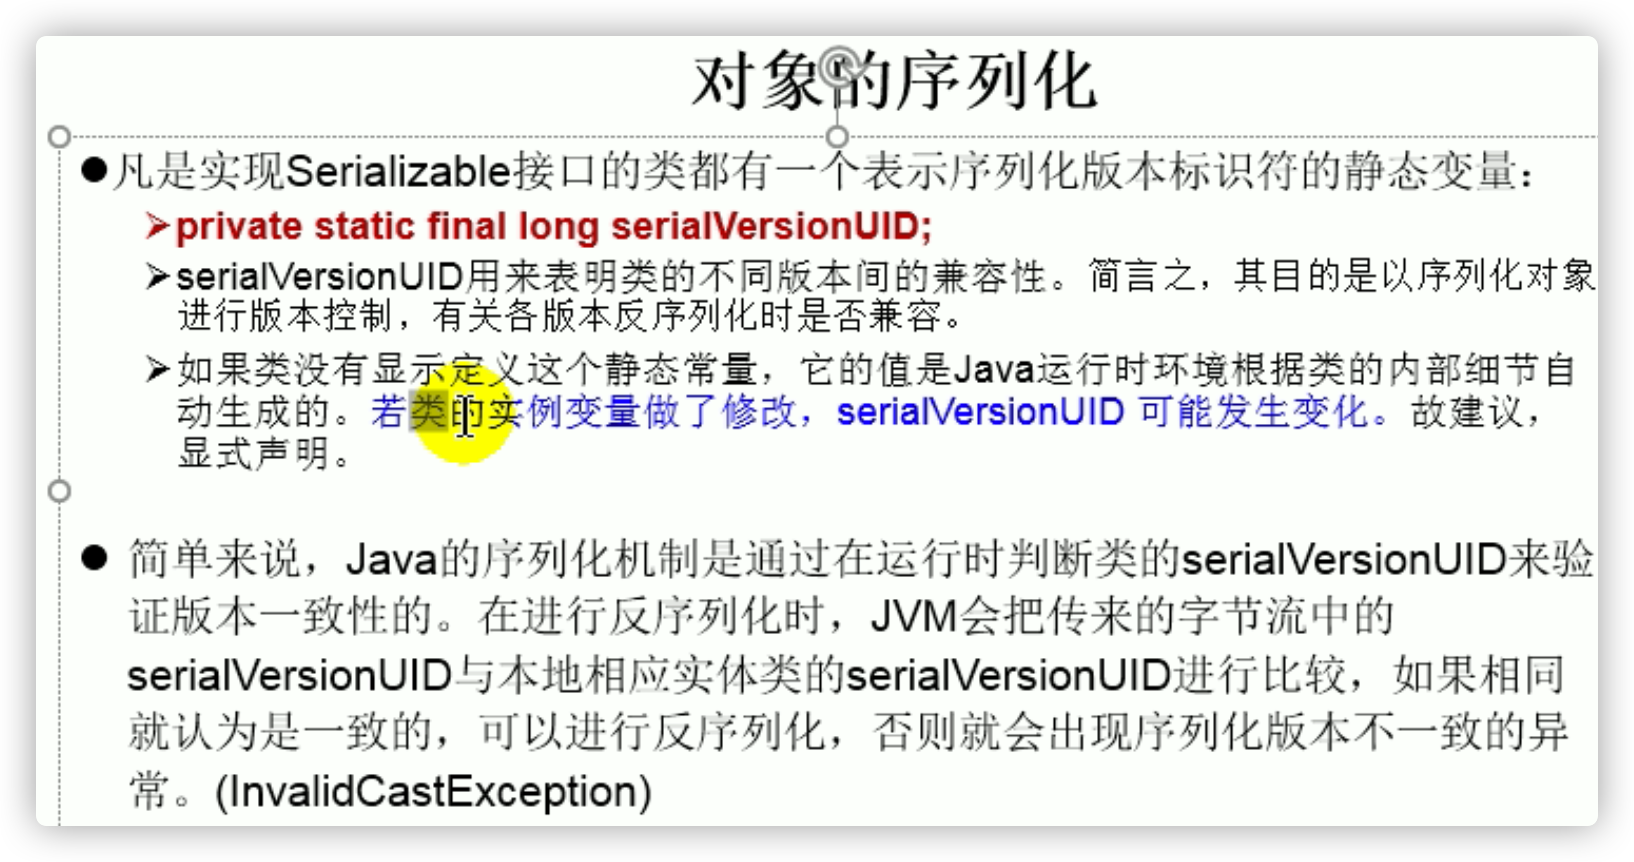 对象的序列化
●凡是实现Serializable接口的类都有一个表示序列化版本标识符的静态变量：
➢private static final long serialVersionUID;
➢serialVersionUID用来表明类的不同版本间的兼容性。简言之，其目的是以序列化对象
进行版本控制，有关各版本反序列化时是否兼容。
➢如果类没有显示定义这个静态常量，它的值是Java运行时环境根据类的内部细节自
动生成的。若类的实例变量做了修改，serialVersionUID 可能发生变化。故建议，
显式声明。
● 简单来说，Java的序列化机制是通过在运行时判断类的serialVersionUID来验
证版本一致性的。在进行反序列化时，JVM会把传来的字节流中的
serialVersionUID与本地相应实体类的serialVersionUID进行比较，如果相同
就认为是一致的，可以进行反序列化，否则就会出现序列化版本不一致的异
常。(InvalidCastException)